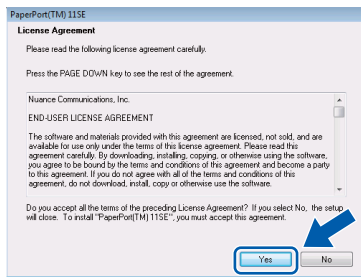 PaperPort(TM) 11SE
License Agreement
Please read the following license agreement carefully.
Press the PAGE DOWN key to see the rest of the agreement.
Nuance Communications, Inc.
END-USER LICENSE AGREEMENT
The software and materials provided with this agreement are licensed, not sold, and are
available for use only under the terms of this license agreement. Please read this
agreement carefully. By downloading, installing, copying, or otherwise using the software,
you agree to be bound by the terms and conditions of this agreement and become a party
to this agreement. If you do not agree with all of the terms and conditions of this
agreement, do not download, install, copy or otherwise use the software.
Do you accept all the terms of the preceding License Agreement? If you select No, the setup
will close. To install "PaperPort(TM) 11SE", you must accept this agreement.
Yes No